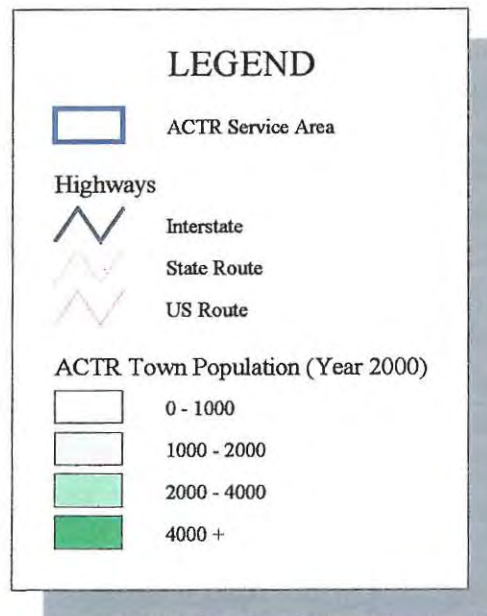 LEGEND
ACTR Service Area
Highways
Interstate
State Route
US Route
ACTR Town Population (Year 2000)
0 - 1000
1000 - 2000
2000 - 4000
4000 +